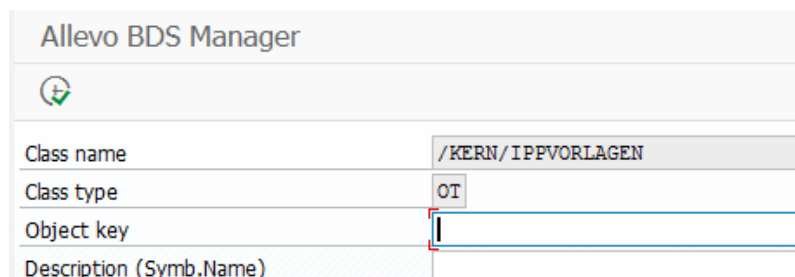 Allevo BDS Manager
Class name /KERN/IPPVORLAGEN
Class type OT
Object key
Description (Symb.Name)